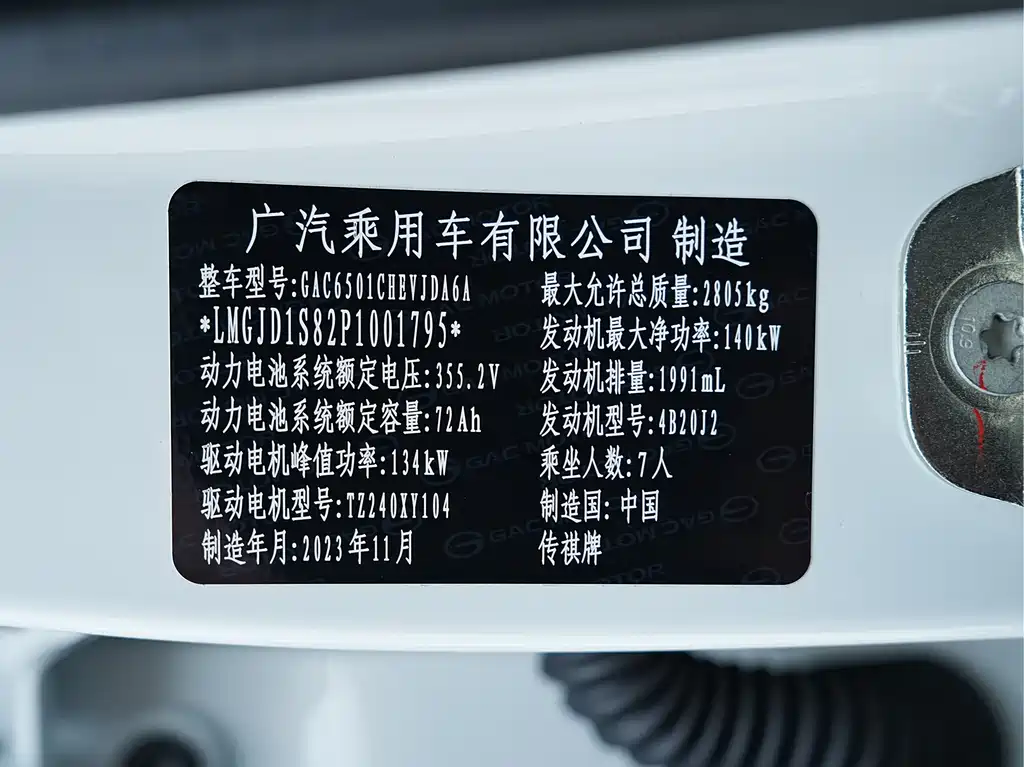 广汽乘用车有限公司 制造
整车型号:GAC6501CHEVJDA6A
*LMGJD1S82P1001795*
动力电池系统额定电压:355.2V
动力电池系统额定容量:72Ah
驱动电机峰值功率:134kW
驱动电机型号:TZ240XY104
制造年月:2023年11月
最大允许总质量:2805kg
发动机最大净功率:140kW
发动机排量:1991mL
发动机型号:4B20J2
乘坐人数:7人
制造国:中国
传祺牌
GAC MOTOR
10.9